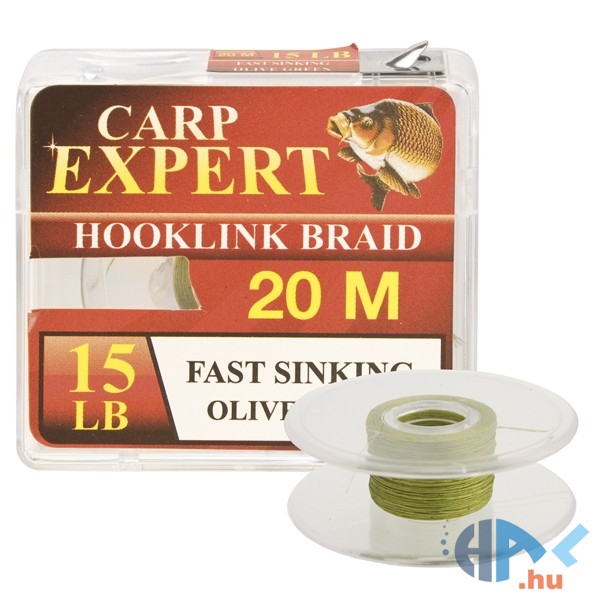 20 M 15 LB
FAST SINKING
OLIVE GREEN
CARP
EXPERT
HOOKLINK BRAID
20 M
15
LB
FAST SINKING
OLIVE
.hu